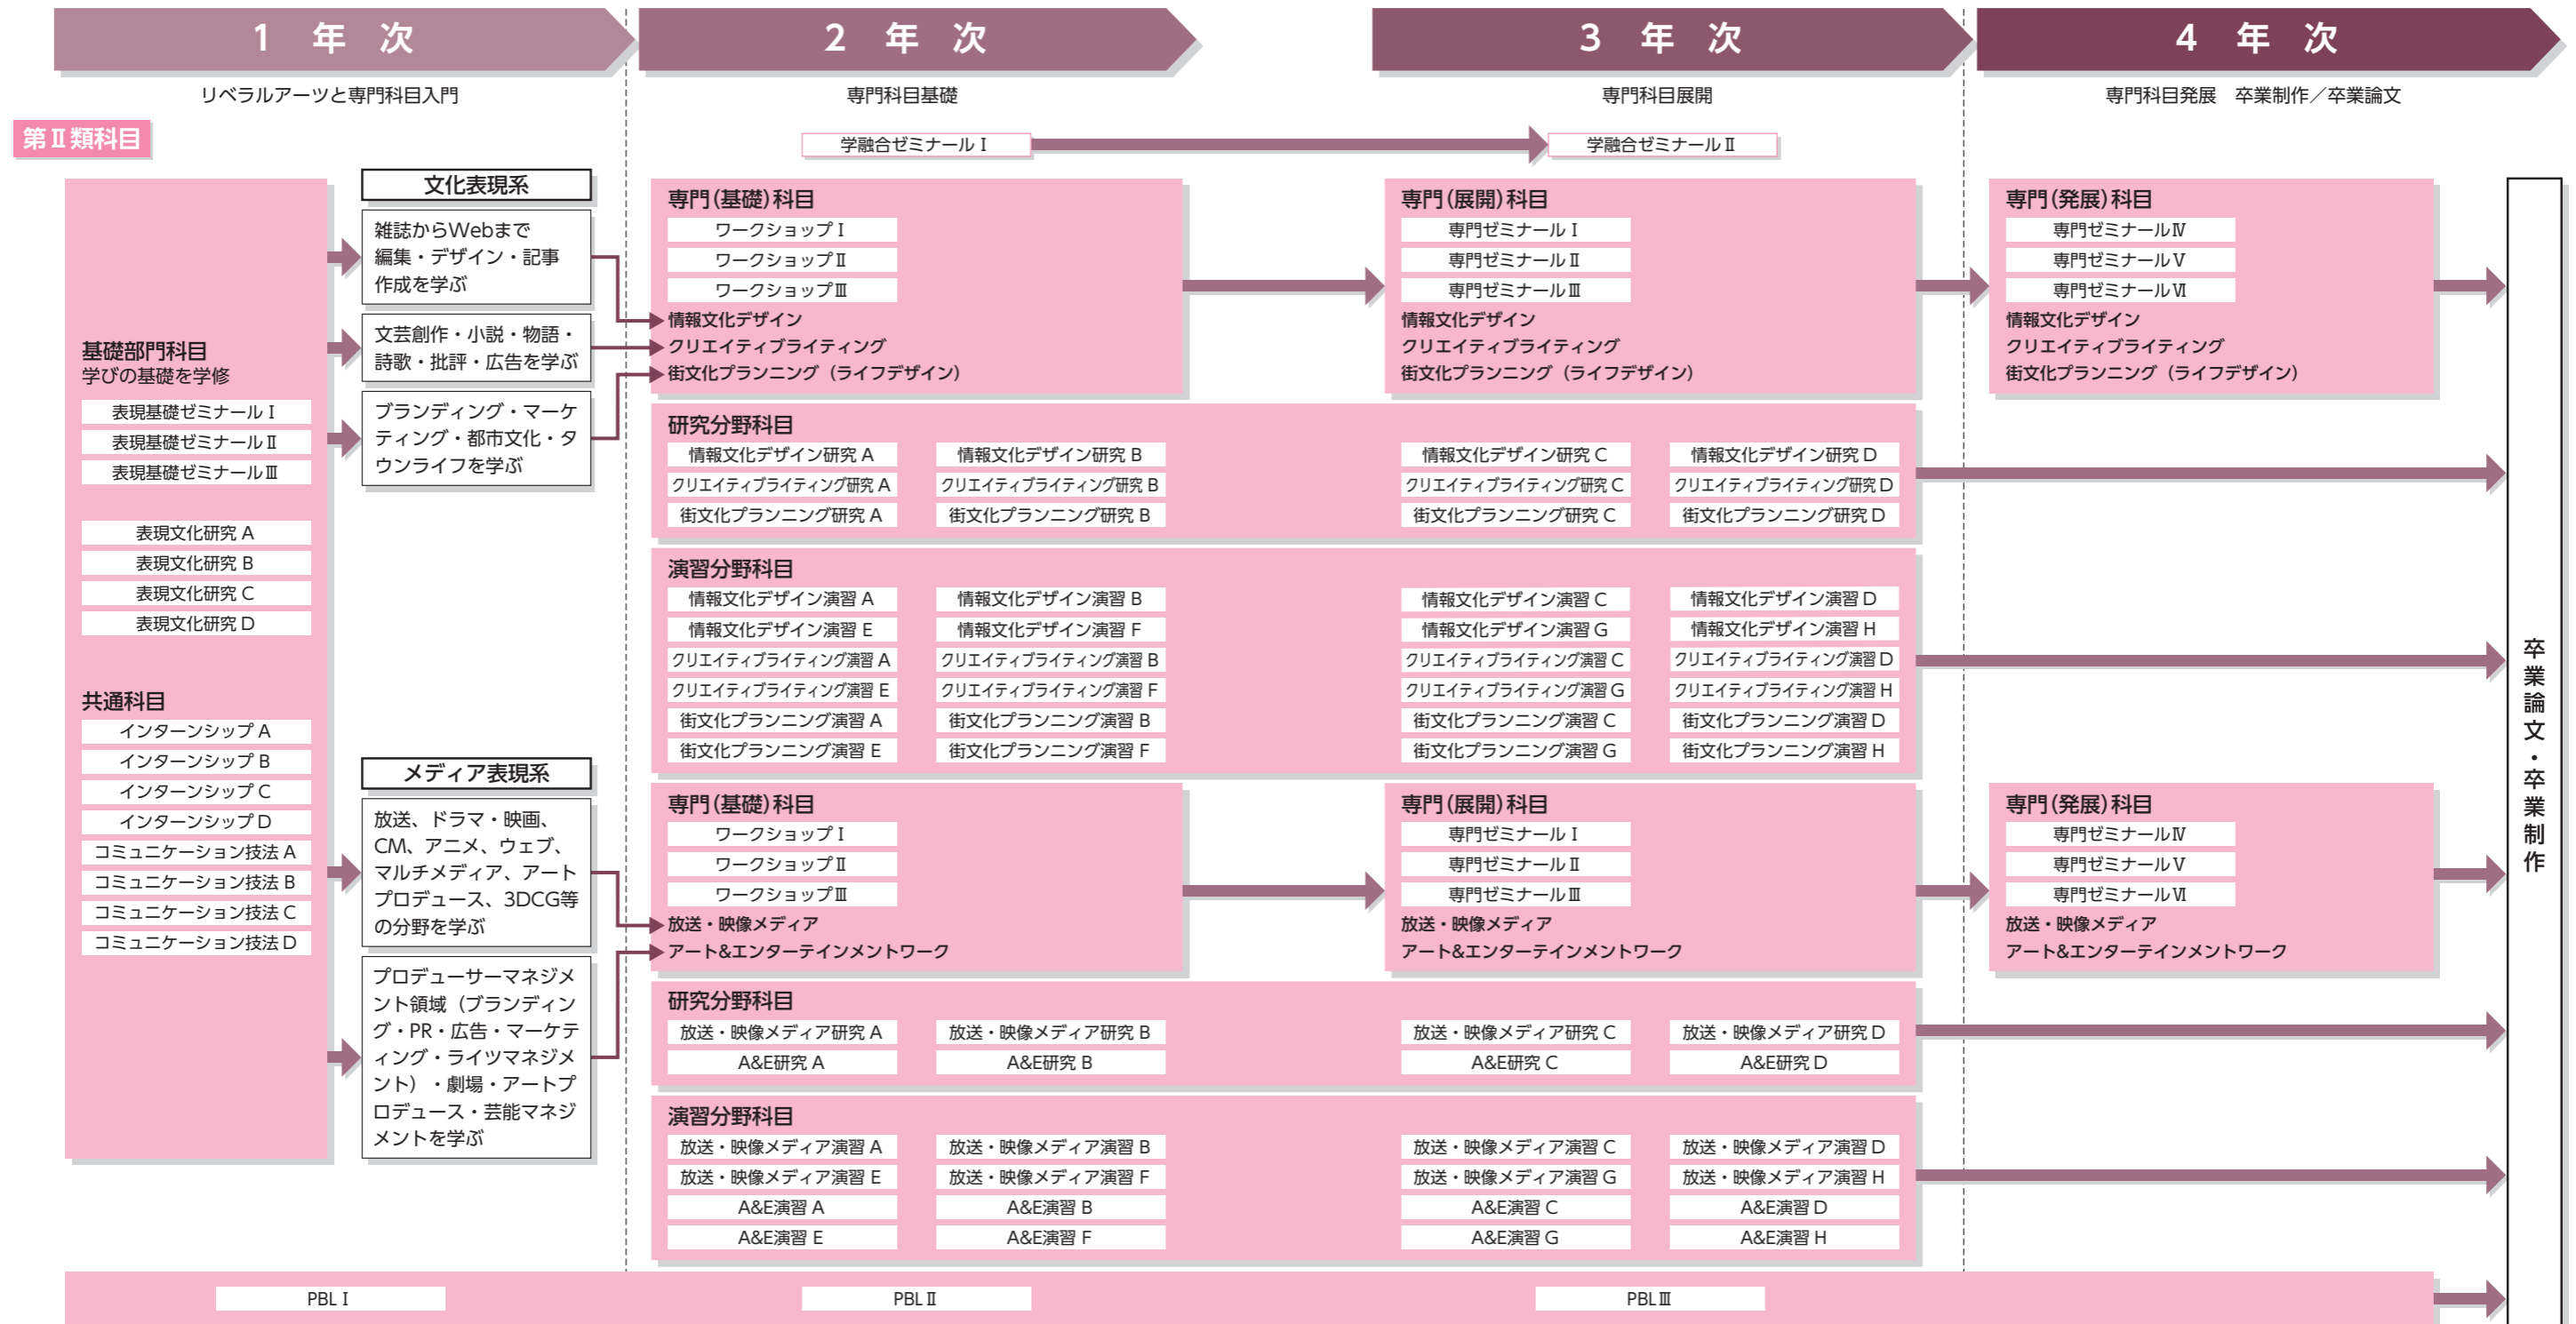 1 年 次
2 年 次
3 年 次
4 年 次
リベラルアーツと専門科目入門
専門科目基礎
専門科目展開
専門科目発展　卒業制作／卒業論文
第Ⅱ類科目
学融合ゼミナールⅠ
学融合ゼミナールⅡ
基礎部門科目
学びの基礎を学修
表現基礎ゼミナールⅠ
表現基礎ゼミナールⅡ
表現基礎ゼミナールⅢ
表現文化研究 A
表現文化研究 B
表現文化研究 C
表現文化研究 D
共通科目
インターンシップ A
インターンシップ B
インターンシップ C
インターンシップ D
コミュニケーション技法 A
コミュニケーション技法 B
コミュニケーション技法 C
コミュニケーション技法 D
文化表現系
雑誌からWebまで
編集・デザイン・記事
作成を学ぶ
文芸創作・小説・物語・
詩歌・批評・広告を学ぶ
ブランディング・マーケ
ティング・都市文化・タ
ウンライフを学ぶ
メディア表現系
放送、ドラマ・映画、
CM、アニメ、ウェブ、
マルチメディア、アート
プロデュース、3DCG等
の分野を学ぶ
プロデューサーマネジメ
ント領域（ブランディン
グ・PR・広告・マーケテ
ィング・ライツマネジメ
ント）・劇場・アートプ
ロデュース・芸能マネジ
メントを学ぶ
専門(基礎)科目
ワークショップⅠ
ワークショップⅡ
ワークショップⅢ
情報文化デザイン
クリエイティブライティング
街文化プランニング（ライフデザイン）
専門(展開)科目
専門ゼミナールⅠ
専門ゼミナールⅡ
専門ゼミナールⅢ
情報文化デザイン
クリエイティブライティング
街文化プランニング（ライフデザイン）
専門(発展)科目
専門ゼミナールⅣ
専門ゼミナールⅤ
専門ゼミナールⅥ
情報文化デザイン
クリエイティブライティング
街文化プランニング（ライフデザイン）
研究分野科目
情報文化デザイン研究 A
情報文化デザイン研究 B
情報文化デザイン研究 C
情報文化デザイン研究 D
クリエイティブライティング研究 A
クリエイティブライティング研究 B
クリエイティブライティング研究 C
クリエイティブライティング研究 D
街文化プランニング研究 A
街文化プランニング研究 B
街文化プランニング研究 C
街文化プランニング研究 D
演習分野科目
情報文化デザイン演習 A
情報文化デザイン演習 B
情報文化デザイン演習 C
情報文化デザイン演習 D
情報文化デザイン演習 E
情報文化デザイン演習 F
情報文化デザイン演習 G
情報文化デザイン演習 H
クリエイティブライティング演習 A
クリエイティブライティング演習 B
クリエイティブライティング演習 C
クリエイティブライティング演習 D
クリエイティブライティング演習 E
クリエイティブライティング演習 F
クリエイティブライティング演習 G
クリエイティブライティング演習 H
街文化プランニング演習 A
街文化プランニング演習 B
街文化プランニング演習 C
街文化プランニング演習 D
街文化プランニング演習 E
街文化プランニング演習 F
街文化プランニング演習 G
街文化プランニング演習 H
専門(基礎)科目
ワークショップⅠ
ワークショップⅡ
ワークショップⅢ
放送・映像メディア
アート&エンターテインメントワーク
専門(展開)科目
専門ゼミナールⅠ
専門ゼミナールⅡ
専門ゼミナールⅢ
放送・映像メディア
アート&エンターテインメントワーク
専門(発展)科目
専門ゼミナールⅣ
専門ゼミナールⅤ
専門ゼミナールⅥ
放送・映像メディア
アート&エンターテインメントワーク
研究分野科目
放送・映像メディア研究 A
放送・映像メディア研究 B
放送・映像メディア研究 C
放送・映像メディア研究 D
A&E研究 A
A&E研究 B
A&E研究 C
A&E研究 D
演習分野科目
放送・映像メディア演習 A
放送・映像メディア演習 B
放送・映像メディア演習 C
放送・映像メディア演習 D
放送・映像メディア演習 E
放送・映像メディア演習 F
放送・映像メディア演習 G
放送・映像メディア演習 H
A&E演習 A
A&E演習 B
A&E演習 C
A&E演習 D
A&E演習 E
A&E演習 F
A&E演習 G
A&E演習 H
PBLⅠ
PBLⅡ
PBLⅢ
卒業論文・卒業制作